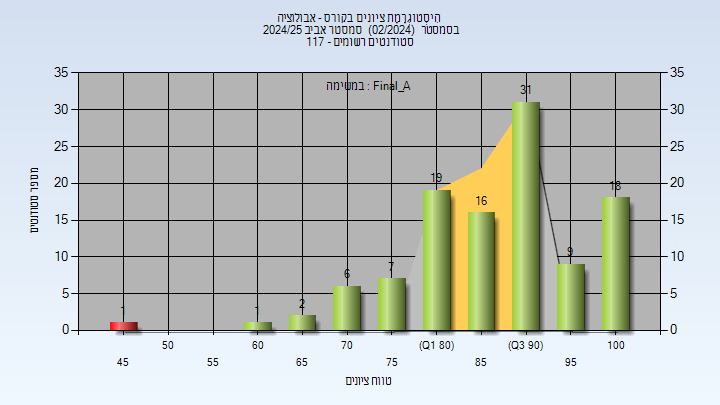 היסטוגרמת ציונים בקורס - אבולוציה
בסמסטר (02/2024) סמסטר אביב 2024/25
סטודנטים רשומים - 117
במשימה : Final_A
35 35
30 30
25 25
20 20
15 15
10 10
5 5
0 0
מספר סטודנטים
1 1 2 6 7 19 16 31 9 18
50 60 70 (Q1 80) (Q3 90) 100
45 55 65 75 85 95
טווח ציונים